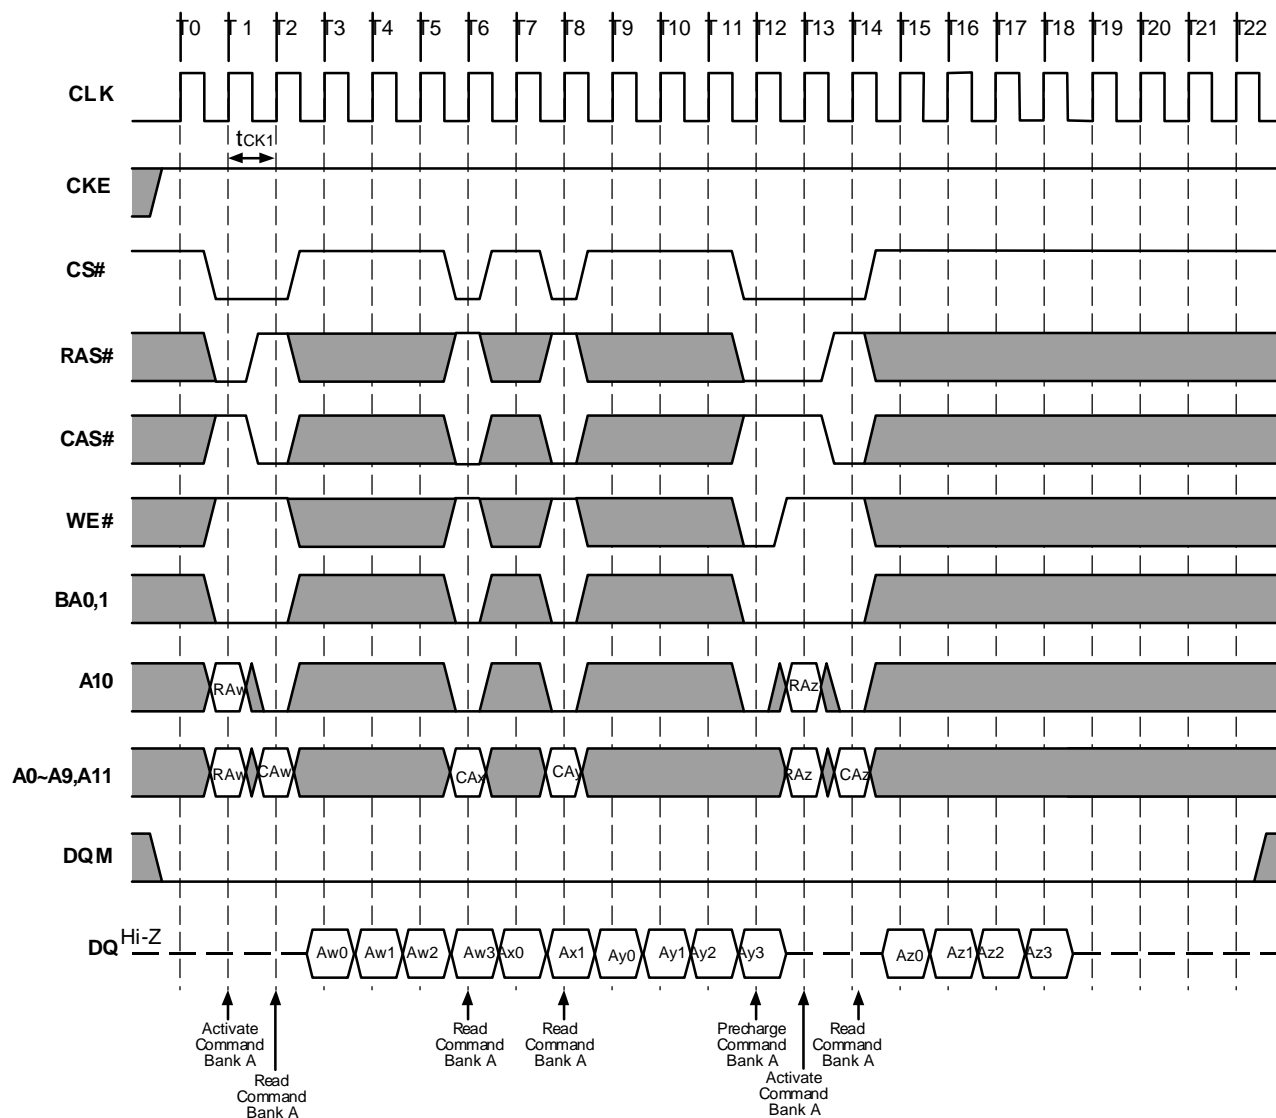 T0 T 1 T2 T3 T4 T5 T6 T7 T8 T9 T10 T 11 T12 T13 T14 T15 T16 T17 T18 T19 T20 T21 T22
CLK
tCK1
CKE
CS#
RAS#
CAS#
WE#
BA0,1
A10
RAw RAz
A0~A9,A11
RAw CAw CAx CAy RAz CAz
DQM
DQ Hi-Z
Aw0 Aw1 Aw2 Aw3 Ax0 Ax1 Ay0 Ay1 Ay2 Ay3 Az0 Az1 Az2 Az3
Activate
Command
Bank A
Read
Command
Bank A
Read
Command
Bank A
Read
Command
Bank A
Precharge
Command
Bank A
Activate
Command
Bank A
Read
Command
Bank A